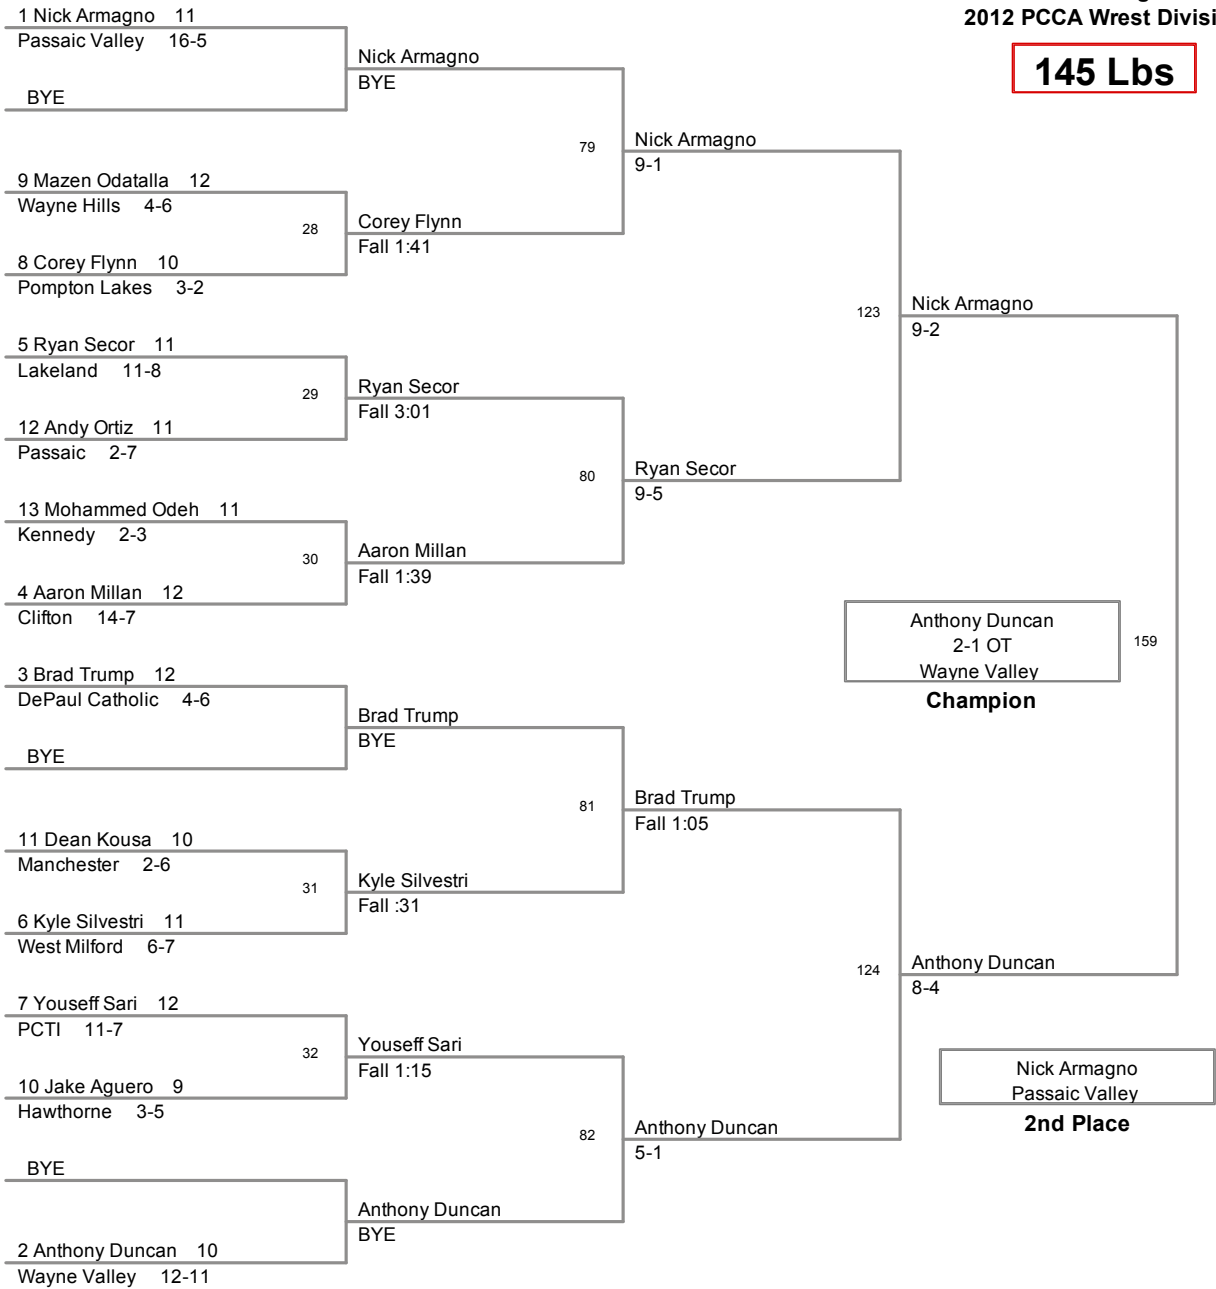 2012 PCCA Wrest Divisi
145 Lbs
1 Nick Armagno 11
Passaic Valley 16-5
BYE
9 Mazen Odatalla 12
Wayne Hills 4-6
28
8 Corey Flynn 10
Pompton Lakes 3-2
5 Ryan Secor 11
Lakeland 11-8
29
12 Andy Ortiz 11
Passaic 2-7
13 Mohammed Odeh 11
Kennedy 2-3
30
4 Aaron Millan 12
Clifton 14-7
3 Brad Trump 12
DePaul Catholic 4-6
BYE
11 Dean Kousa 10
Manchester 2-6
31
6 Kyle Silvestri 11
West Milford 6-7
7 Youseff Sari 12
PCTI 11-7
32
10 Jake Aguero 9
Hawthorne 3-5
BYE
2 Anthony Duncan 10
Wayne Valley 12-11
Nick Armagno
BYE
79
Corey Flynn
Fall 1:41
Ryan Secor
Fall 3:01
80
Aaron Millan
Fall 1:39
Brad Trump
BYE
81
Kyle Silvestri
Fall :31
Youseff Sari
Fall 1:15
82
Anthony Duncan
BYE
Nick Armagno
9-1
123
Ryan Secor
9-5
Brad Trump
Fall 1:05
124
Anthony Duncan
5-1
Nick Armagno
9-2
159
Anthony Duncan
8-4
Anthony Duncan
2-1 OT
Wayne Valley
Champion
Nick Armagno
Passaic Valley
2nd Place